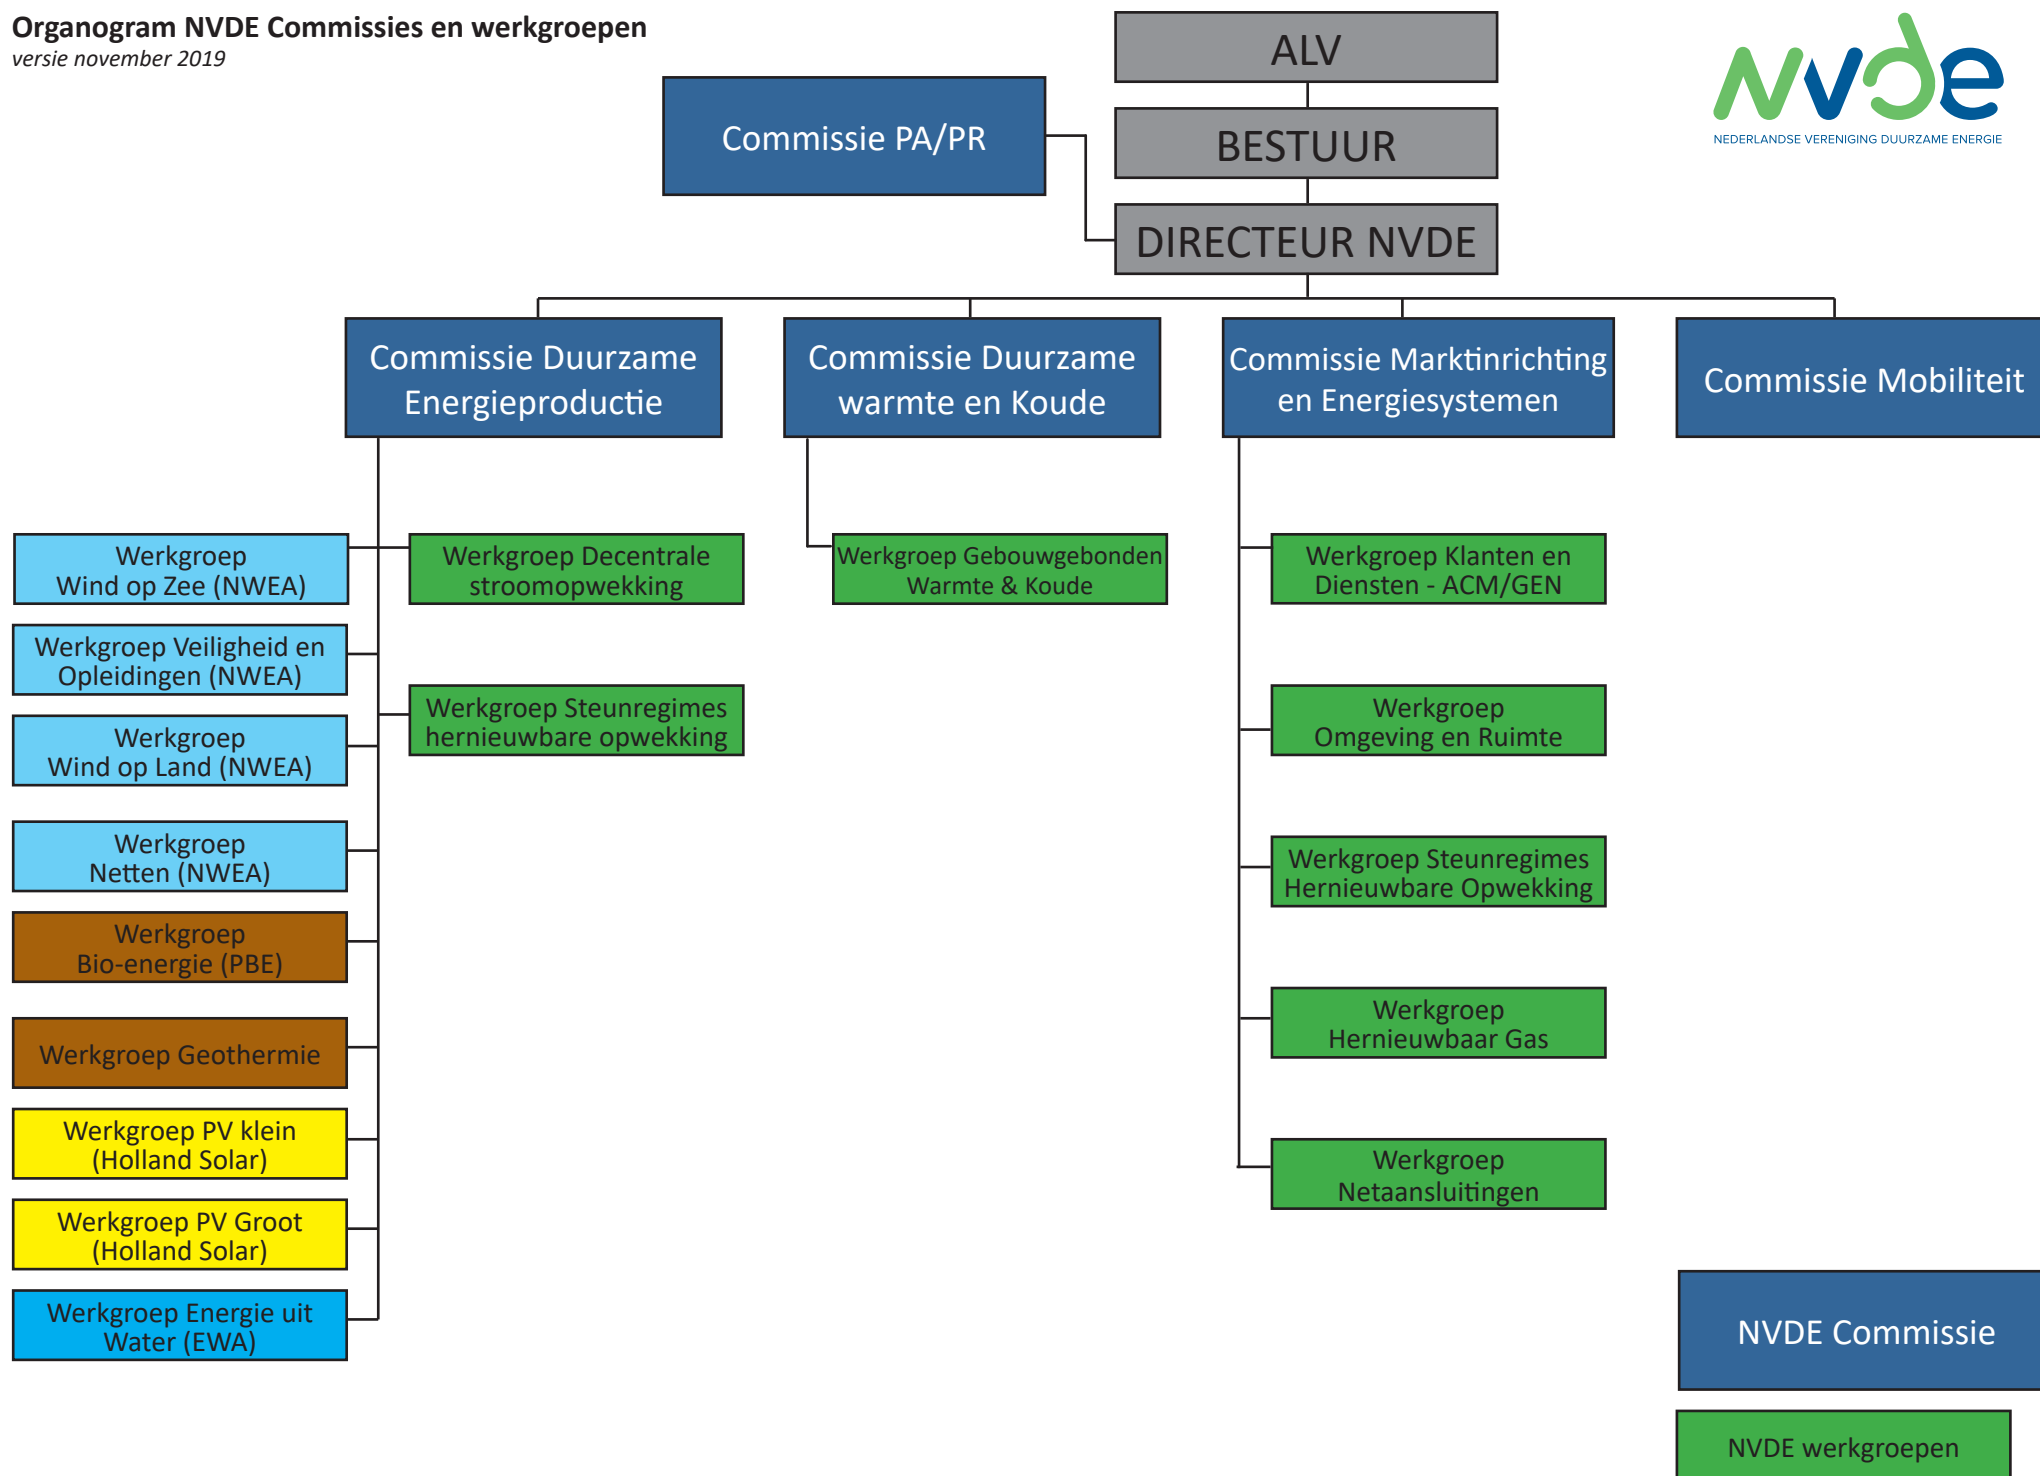 Organogram NVDE Commissies en werkgroepen
versie november 2019
ALV
nvde
NEDERLANDSE VERENIGING DUURZAME ENERGIE
Commissie PA/PR
BESTUUR
DIRECTEUR NVDE
Commissie Duurzame
Energieproductie
Commissie Duurzame
warmte en Koude
Commissie Marktinrichting
en Energiesystemen
Commissie Mobiliteit
Werkgroep
Wind op Zee (NWEA)
Werkgroep Veiligheid en
Opleidingen (NWEA)
Werkgroep
Wind op Land (NWEA)
Werkgroep
Netten (NWEA)
Werkgroep
Bio-energie (PBE)
Werkgroep Geothermie
Werkgroep PV klein
(Holland Solar)
Werkgroep PV Groot
(Holland Solar)
Werkgroep Energie uit
Water (EWA)
Werkgroep Decentrale
stroomopwekking
Werkgroep Steunregimes
hernieuwbare opwekking
Werkgroep Gebouwgebonden
Warmte & Koude
Werkgroep Klanten en
Diensten - ACM/GEN
Werkgroep
Omgeving en Ruimte
Werkgroep Steunregimes
Hernieuwbare Opwekking
Werkgroep
Hernieuwbaar Gas
Werkgroep
Netaansluitingen
NVDE Commissie
NVDE werkgroepen